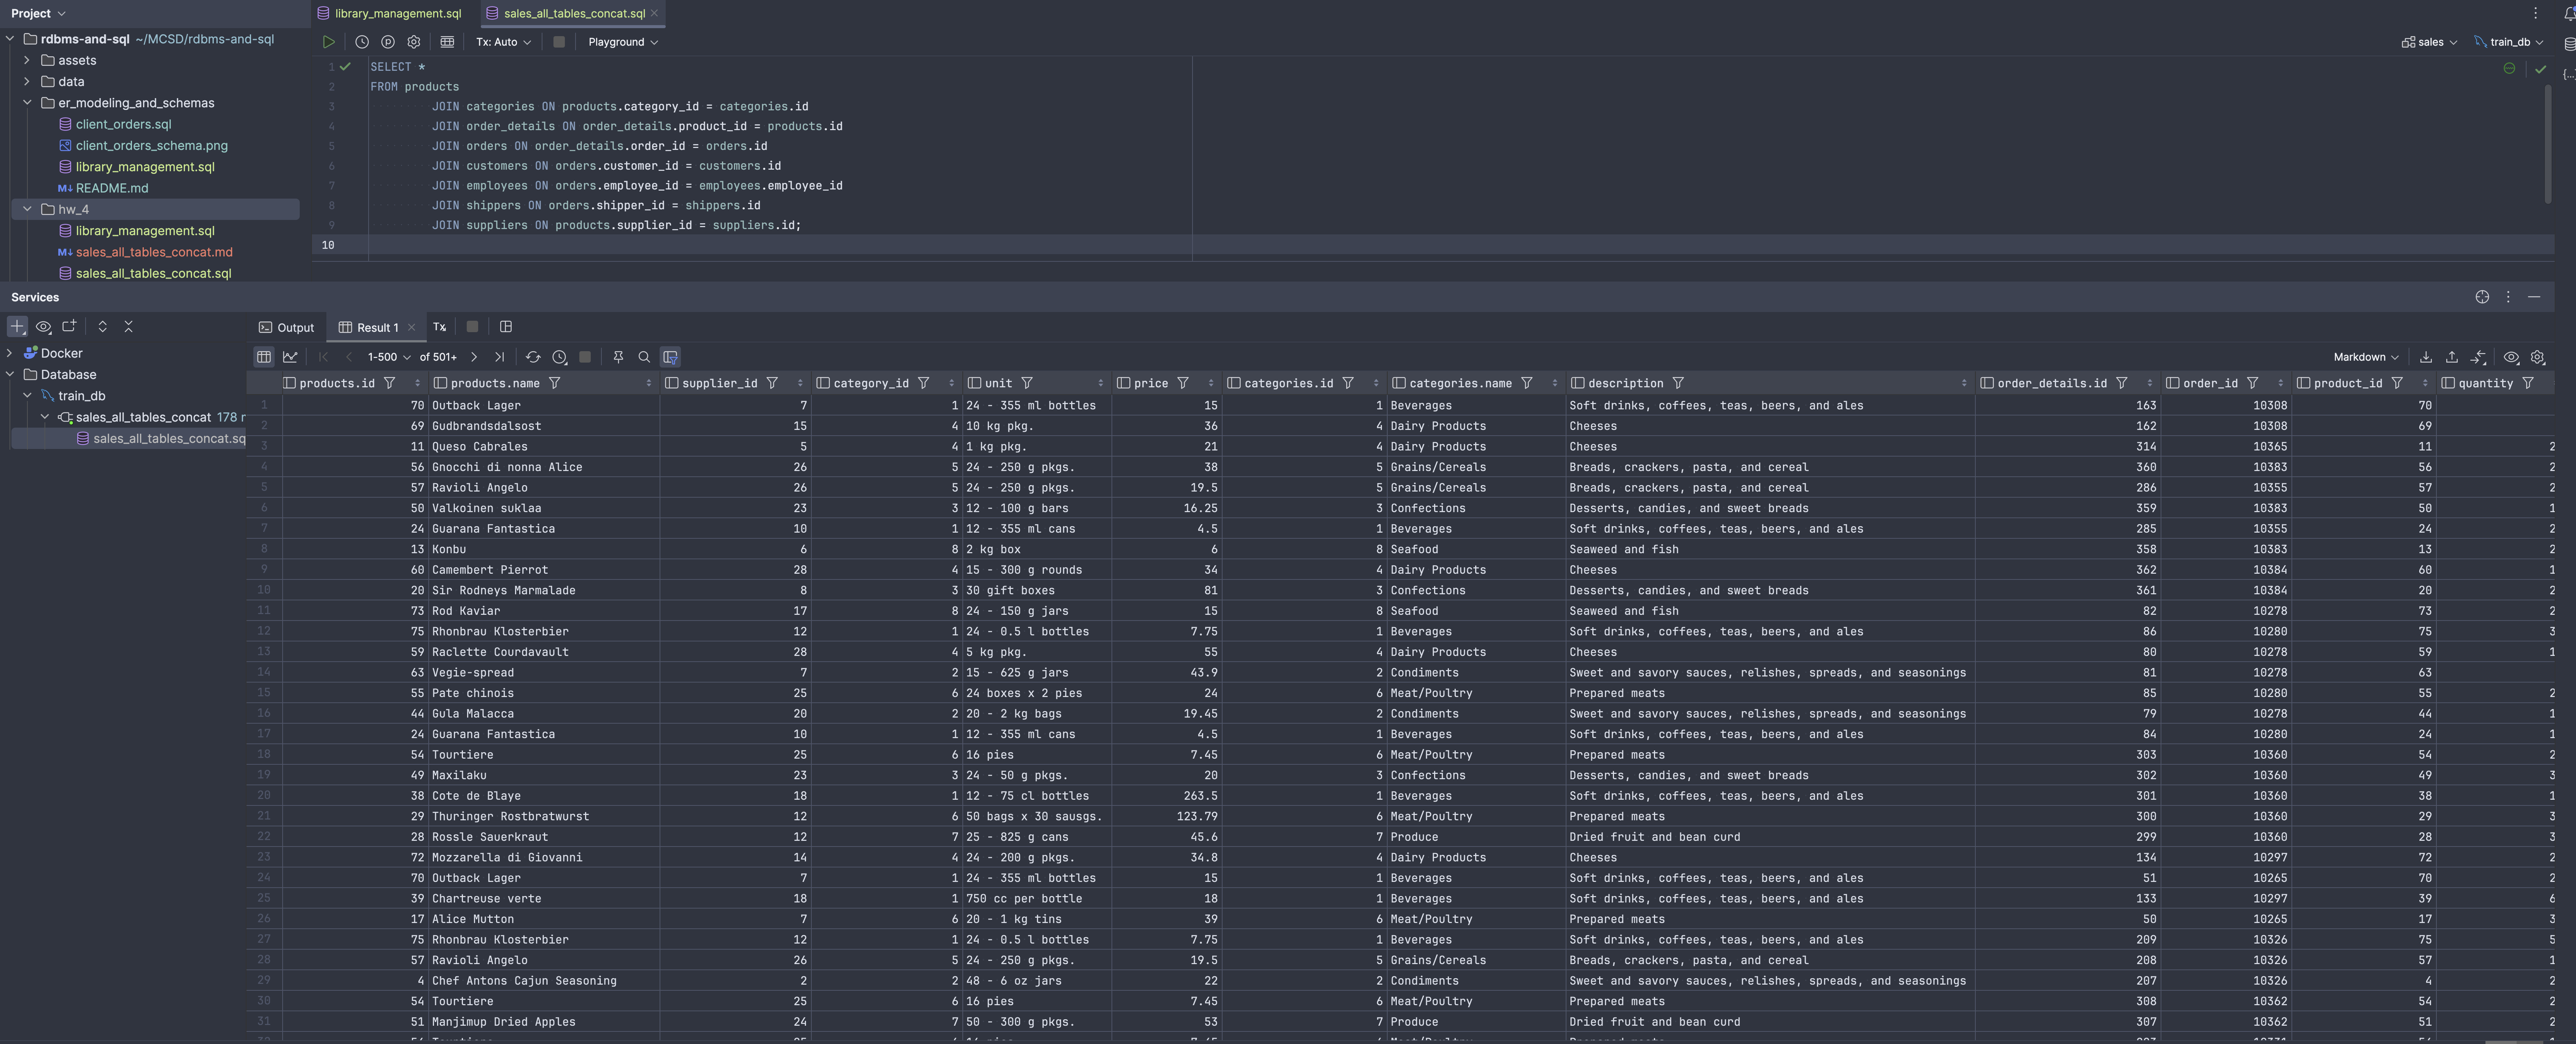 Project
library_management.sql
sales_all_tables_concat.sql
rdbms-and-sql ~/MCSD/rdbms-and-sql
assets
data
er_modeling_and_schemas
client_orders.sql
client_orders_schema.png
library_management.sql
README.md
hw_4
library_management.sql
sales_all_tables_concat.md
sales_all_tables_concat.sql
Tx: Auto
Playground
sales
train_db
1 SELECT *
2 FROM products
3 JOIN categories ON products.category_id = categories.id
4 JOIN order_details ON order_details.product_id = products.id
5 JOIN orders ON order_details.order_id = orders.id
6 JOIN customers ON orders.customer_id = customers.id
7 JOIN employees ON orders.employee_id = employees.employee_id
8 JOIN shippers ON orders.shipper_id = shippers.id
9 JOIN suppliers ON products.supplier_id = suppliers.id;
10
Services
Docker
Database
train_db
sales_all_tables_concat 178
sales_all_tables_concat.sq
Output
Result 1
Tx
1-500 of 501+
Markdown
products.id products.name supplier_id category_id unit price categories.id categories.name description order_details.id order_id product_id quantity
1 70 Outback Lager 7 1 24 - 355 ml bottles 15 1 Beverages Soft drinks, coffees, teas, beers, and ales 163 10308 70
2 69 Gudbrandsdalsost 15 4 10 kg pkg. 36 4 Dairy Products Cheeses 162 10308 69
3 11 Queso Cabrales 5 4 1 kg pkg. 21 4 Dairy Products Cheeses 314 10365 11 2
4 56 Gnocchi di nonna Alice 26 5 24 - 250 g pkgs. 38 5 Grains/Cereals Breads, crackers, pasta, and cereal 360 10383 56 2
5 57 Ravioli Angelo 26 5 24 - 250 g pkgs. 19.5 5 Grains/Cereals Breads, crackers, pasta, and cereal 286 10355 57 2
6 50 Valkoinen suklaa 23 3 12 - 100 g bars 16.25 3 Confections Desserts, candies, and sweet breads 359 10383 50 1
7 24 Guarana Fantastica 10 1 12 - 355 ml cans 4.5 1 Beverages Soft drinks, coffees, teas, beers, and ales 285 10355 24 2
8 13 Konbu 6 8 2 kg box 6 8 Seafood Seaweed and fish 358 10383 13 2
9 60 Camembert Pierrot 28 4 15 - 300 g rounds 34 4 Dairy Products Cheeses 362 10384 60 1
10 20 Sir Rodneys Marmalade 8 3 30 gift boxes 81 3 Confections Desserts, candies, and sweet breads 361 10384 20 2
11 73 Rod Kaviar 17 8 24 - 150 g jars 15 8 Seafood Seaweed and fish 82 10278 73 2
12 75 Rhonbrau Klosterbier 12 1 24 - 0.5 l bottles 7.75 1 Beverages Soft drinks, coffees, teas, beers, and ales 86 10280 75 3
13 59 Raclette Courdavault 28 4 5 kg pkg. 55 4 Dairy Products Cheeses 80 10278 59 1
14 63 Vegie-spread 7 2 15 - 625 g jars 43.9 2 Condiments Sweet and savory sauces, relishes, spreads, and seasonings 81 10278 63
15 55 Pate chinois 25 6 24 boxes x 2 pies 24 6 Meat/Poultry Prepared meats 85 10280 55 2
16 44 Gula Malacca 20 2 20 - 2 kg bags 19.45 2 Condiments Sweet and savory sauces, relishes, spreads, and seasonings 79 10278 44 1
17 24 Guarana Fantastica 10 1 12 - 355 ml cans 4.5 1 Beverages Soft drinks, coffees, teas, beers, and ales 84 10280 24 1
18 54 Tourtiere 25 6 16 pies 7.45 6 Meat/Poultry Prepared meats 303 10360 54 2
19 49 Maxilaku 23 3 24 - 50 g pkgs. 20 3 Confections Desserts, candies, and sweet breads 302 10360 49 3
20 38 Cote de Blaye 18 1 12 - 75 cl bottles 263.5 1 Beverages Soft drinks, coffees, teas, beers, and ales 301 10360 38 1
21 29 Thuringer Rostbratwurst 12 6 50 bags x 30 sausgs. 123.79 6 Meat/Poultry Prepared meats 300 10360 29 3
22 28 Rossle Sauerkraut 12 7 25 - 825 g cans 45.6 7 Produce Dried fruit and bean curd 299 10360 28 3
23 72 Mozzarella di Giovanni 14 4 24 - 200 g pkgs. 34.8 4 Dairy Products Cheeses 134 10297 72 2
24 70 Outback Lager 7 1 24 - 355 ml bottles 15 1 Beverages Soft drinks, coffees, teas, beers, and ales 51 10265 70 2
25 39 Chartreuse verte 18 1 750 cc per bottle 18 1 Beverages Soft drinks, coffees, teas, beers, and ales 133 10297 39 6
26 17 Alice Mutton 7 6 20 - 1 kg tins 39 6 Meat/Poultry Prepared meats 50 10265 17 3
27 75 Rhonbrau Klosterbier 12 1 24 - 0.5 l bottles 7.75 1 Beverages Soft drinks, coffees, teas, beers, and ales 209 10326 75 5
28 57 Ravioli Angelo 26 5 24 - 250 g pkgs. 19.5 5 Grains/Cereals Breads, crackers, pasta, and cereal 208 10326 57 1
29 4 Chef Antons Cajun Seasoning 2 2 48 - 6 oz jars 22 2 Condiments Sweet and savory sauces, relishes, spreads, and seasonings 207 10326 4 2
30 54 Tourtiere 25 6 16 pies 7.45 6 Meat/Poultry Prepared meats 308 10362 54 2
31 51 Manjimup Dried Apples 24 7 50 - 300 g pkgs. 53 7 Produce Dried fruit and bean curd 307 10362 51 2